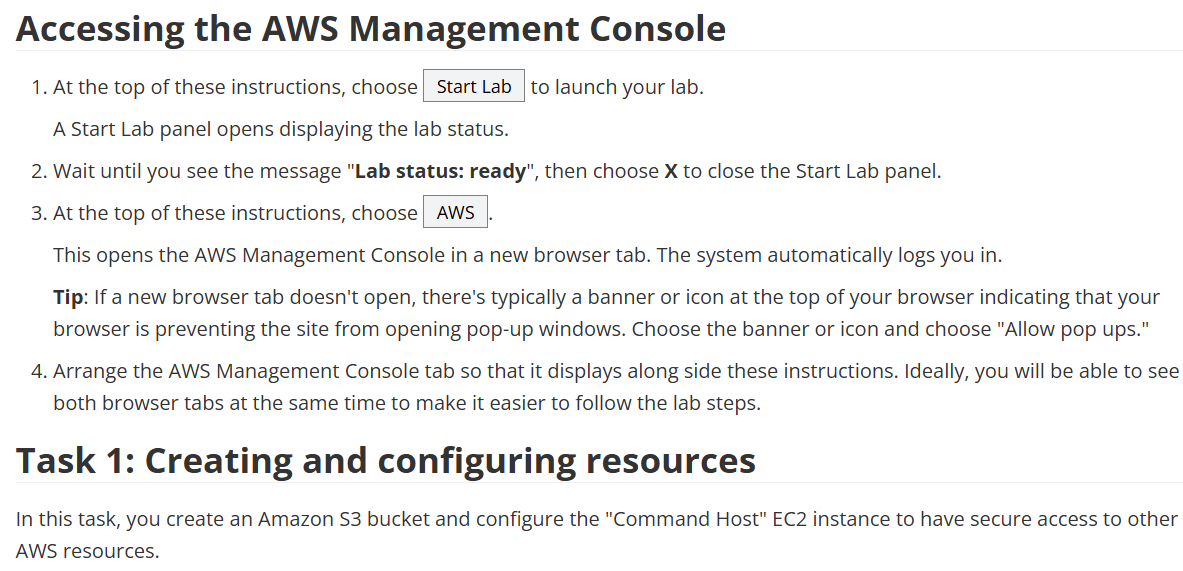 Accessing the AWS Management Console
1. At the top of these instructions, choose Start Lab to launch your lab.
A Start Lab panel opens displaying the lab status.
2. Wait until you see the message "Lab status: ready", then choose X to close the Start Lab panel.
3. At the top of these instructions, choose AWS.
This opens the AWS Management Console in a new browser tab. The system automatically logs you in.
Tip: If a new browser tab doesn't open, there's typically a banner or icon at the top of your browser indicating that your
browser is preventing the site from opening pop-up windows. Choose the banner or icon and choose "Allow pop ups."
4. Arrange the AWS Management Console tab so that it displays along side these instructions. Ideally, you will be able to see
both browser tabs at the same time to make it easier to follow the lab steps.
Task 1: Creating and configuring resources
In this task, you create an Amazon S3 bucket and configure the "Command Host" EC2 instance to have secure access to other
AWS resources.